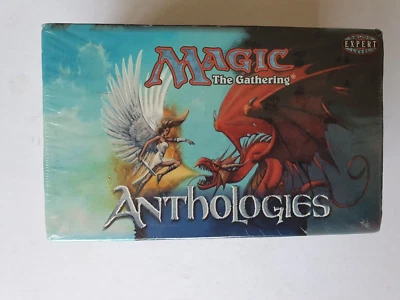 MAGIC
The Gathering®
EXPERT
ANTHOLOGIES